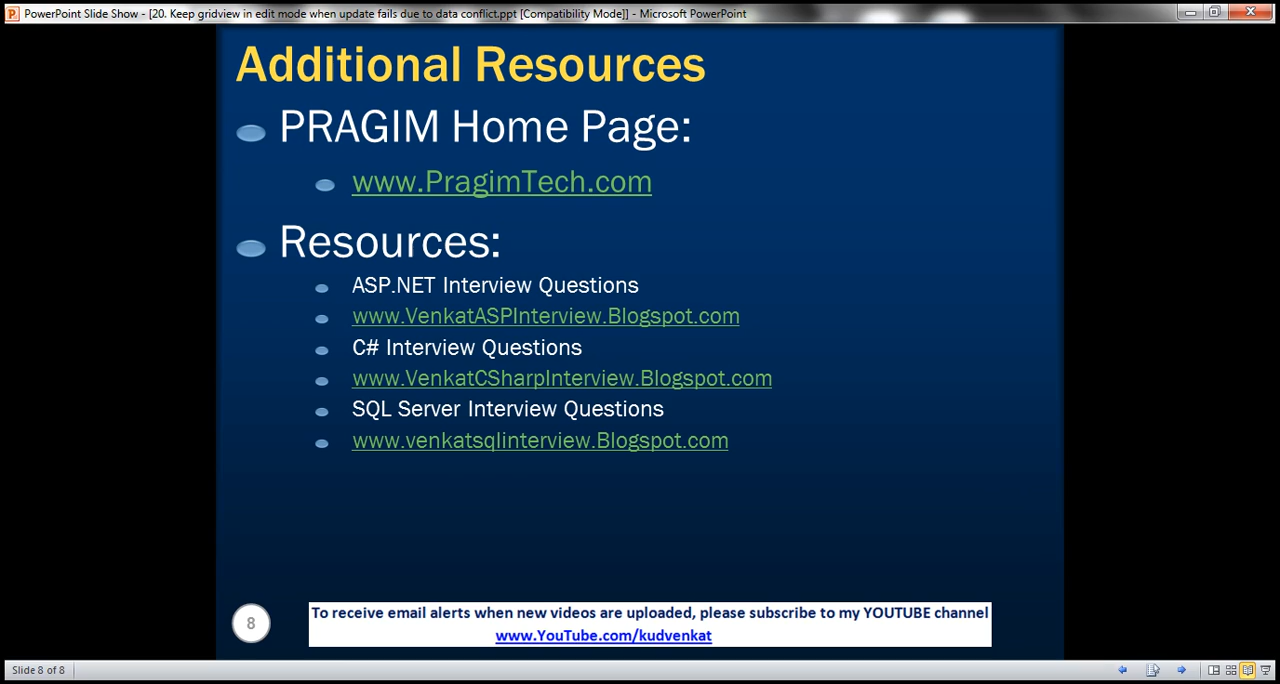 PowerPoint Slide Show - [20. Keep gridview in edit mode when update fails due to data conflict.ppt [Compatibility Mode]] - Microsoft PowerPoint
Additional Resources
PRAGIM Home Page:
www.PragimTech.com
Resources:
ASP.NET Interview Questions
www.VenkatASPInterview.Blogspot.com
C# Interview Questions
www.VenkatCSharpInterview.Blogspot.com
SQL Server Interview Questions
www.venkatsqlinterview.Blogspot.com
8
To receive email alerts when new videos are uploaded, please subscribe to my YOUTUBE channel
www.YouTube.com/kudvenkat
Slide 8 of 8